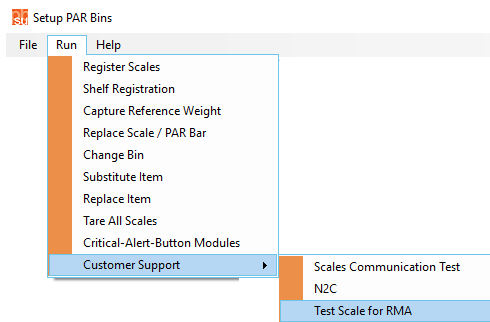 Setup PAR Bins
File Run Help
Register Scales
Shelf Registration
Capture Reference Weight
Replace Scale / PAR Bar
Change Bin
Substitute Item
Replace Item
Tare All Scales
Critical-Alert-Button Modules
Customer Support
Scales Communication Test
N2C
Test Scale for RMA